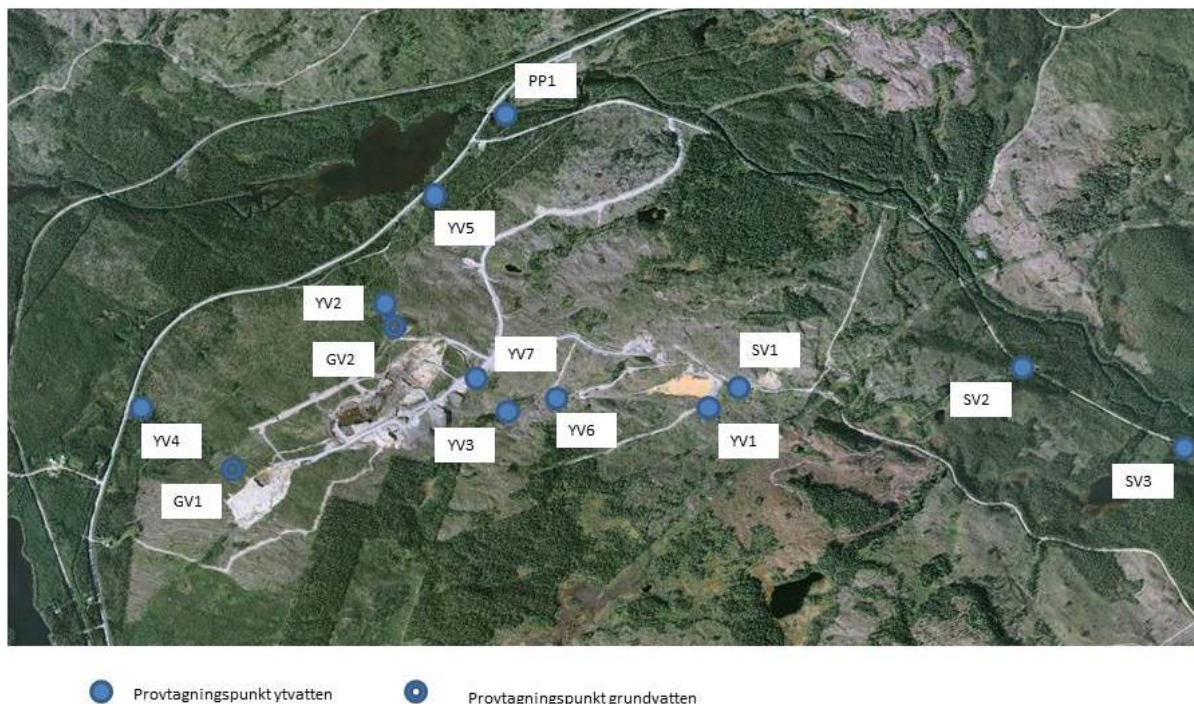 PP1
YV5
YV2
GV2
YV7
SV1
YV4
YV3
YV6
YV1
SV2
GV1
SV3
Provtagningspunkt ytvatten
Provtagningspunkt grundvatten